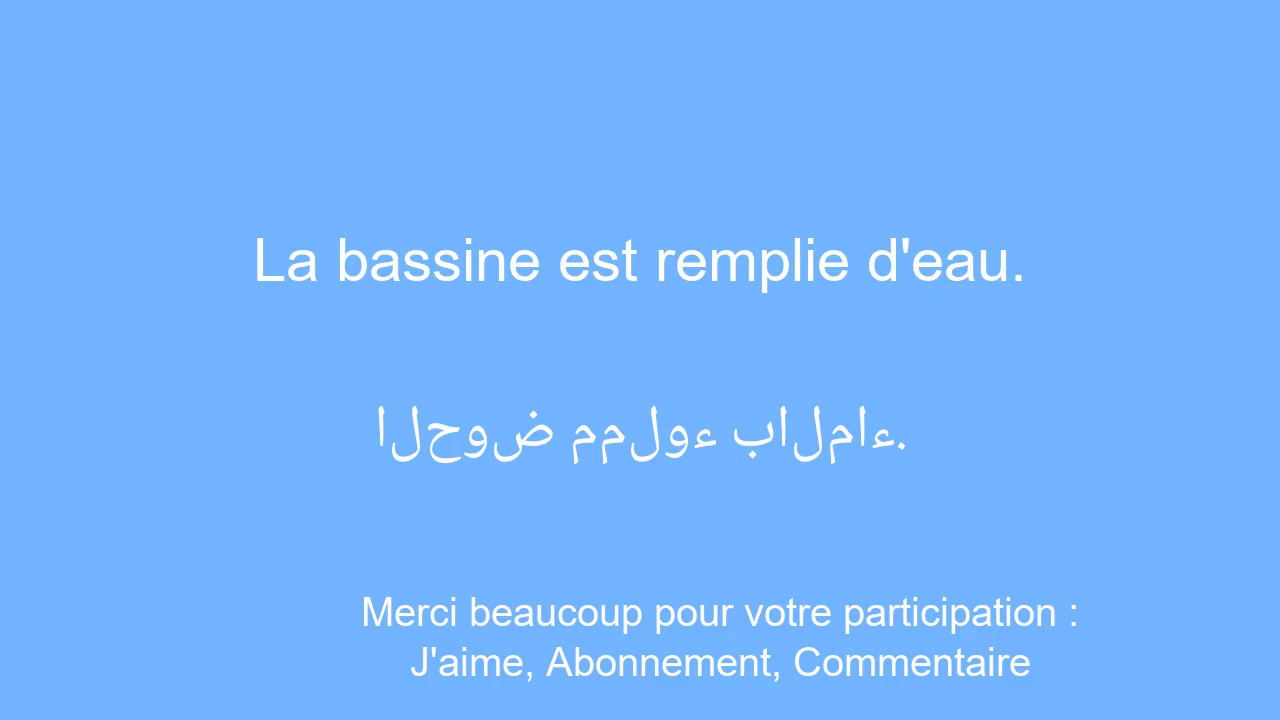 La bassine est remplie d'eau.
الحوض مملوء بالماء.
Merci beaucoup pour votre participation :
J'aime, Abonnement, Commentaire